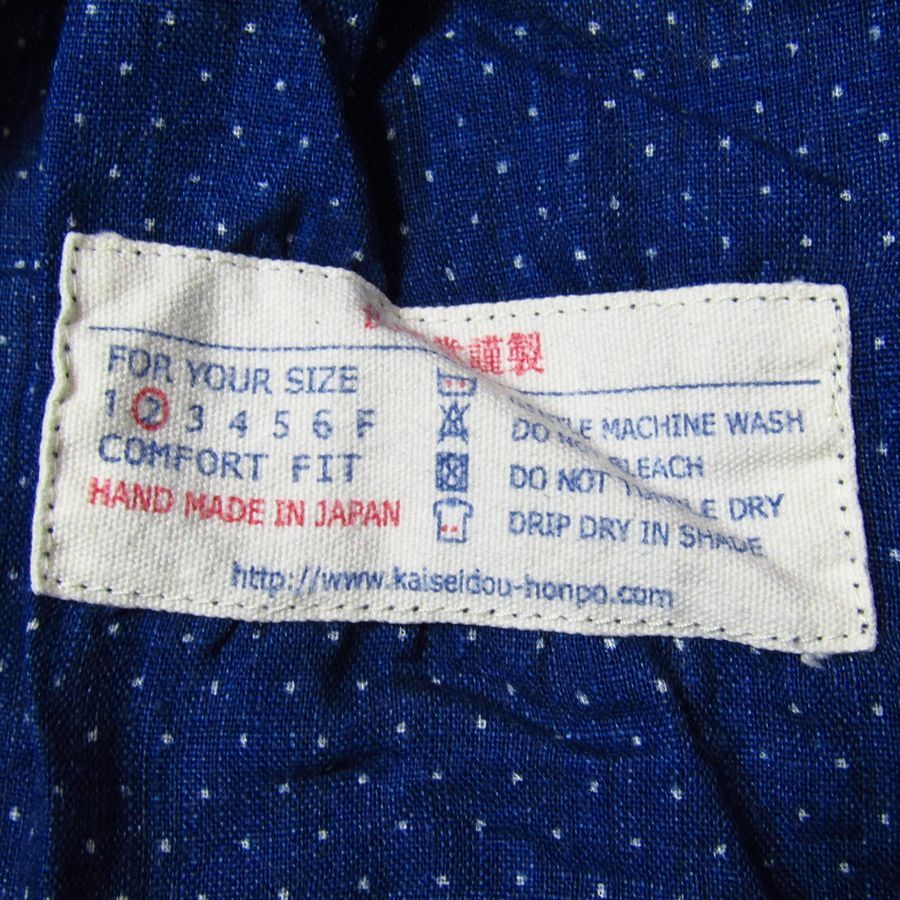 謹製
FOR YOUR SIZE
1 2 3 4 5 6 F
COMFORT FIT
HAND MADE IN JAPAN
MACHINE WASH
DO NOT BLEACH
DO NOT DRY
DRIP DRY IN SHADE
http://www.kaiseidou-honpo.com